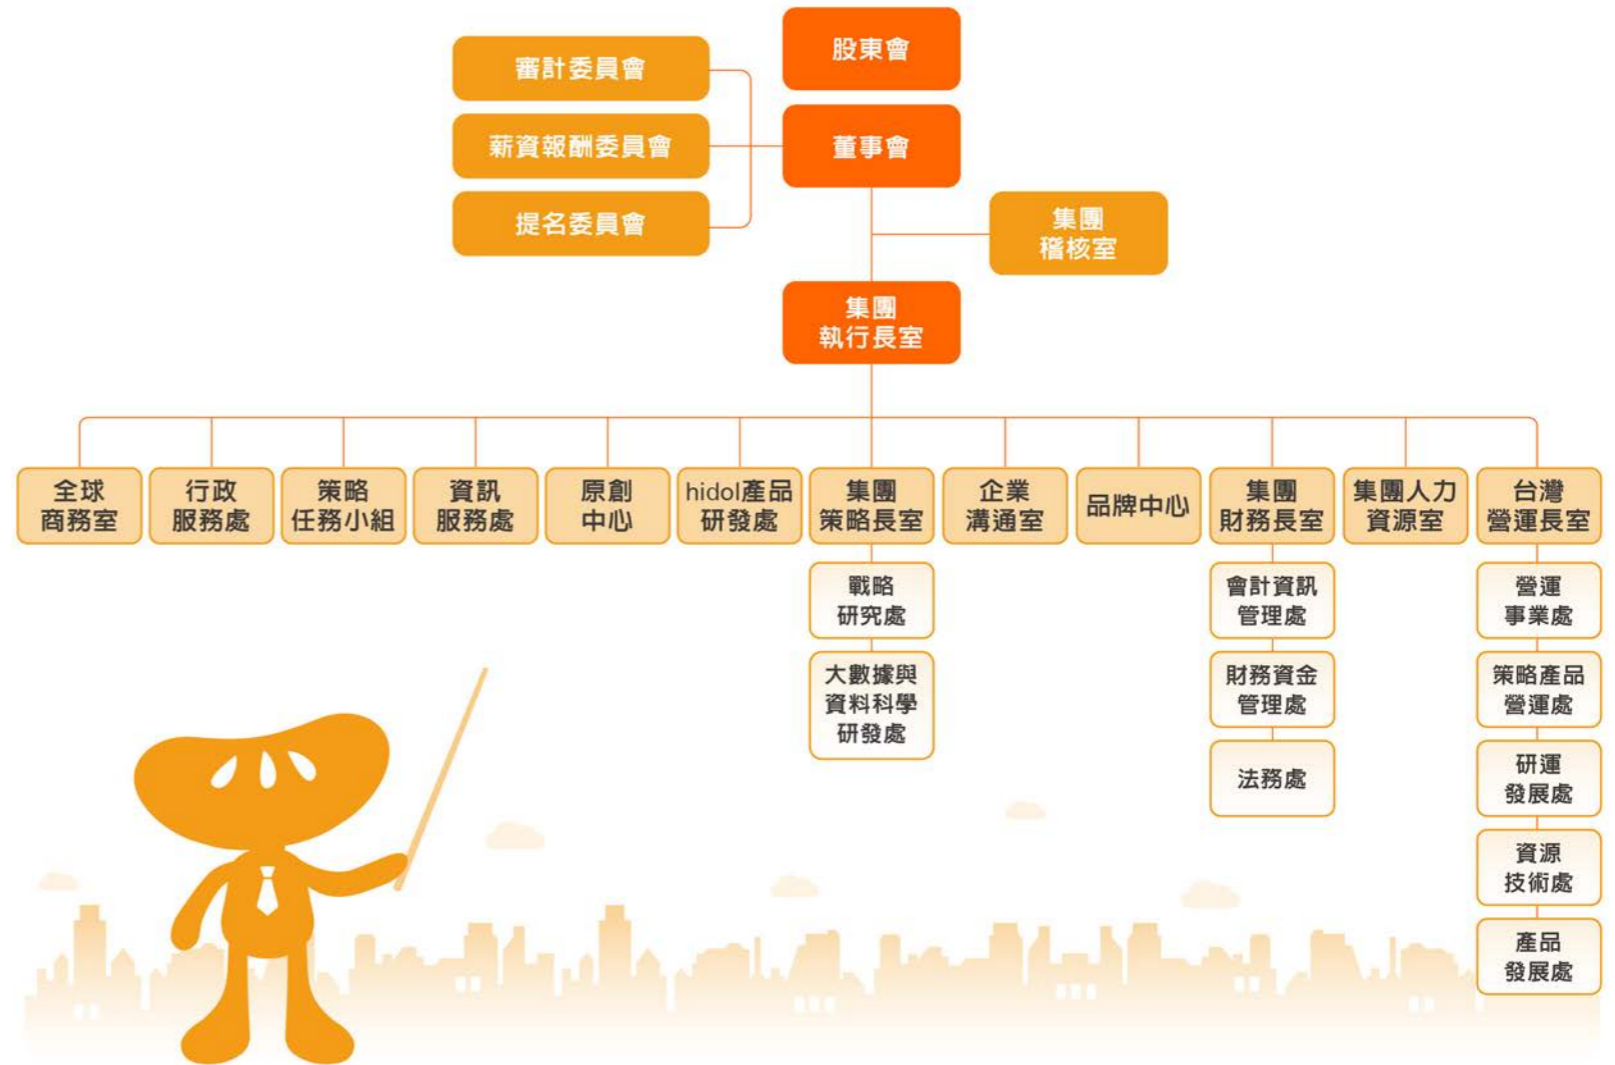 股東會
審計委員會
薪資報酬委員會
提名委員會
董事會
集團
稽核室
集團
執行長室
全球
商務室
行政
服務處
策略
任務小組
資訊
服務處
原創
中心
hidol產品
研發處
集團
策略長室
企業
溝通室
品牌中心
集團
財務長室
集團人力
資源室
台灣
營運長室
戰略
研究處
大數據與
資料科學
研發處
會計資訊
管理處
財務資金
管理處
法務處
營運
事業處
策略產品
營運處
研運
發展處
資源
技術處
產品
發展處